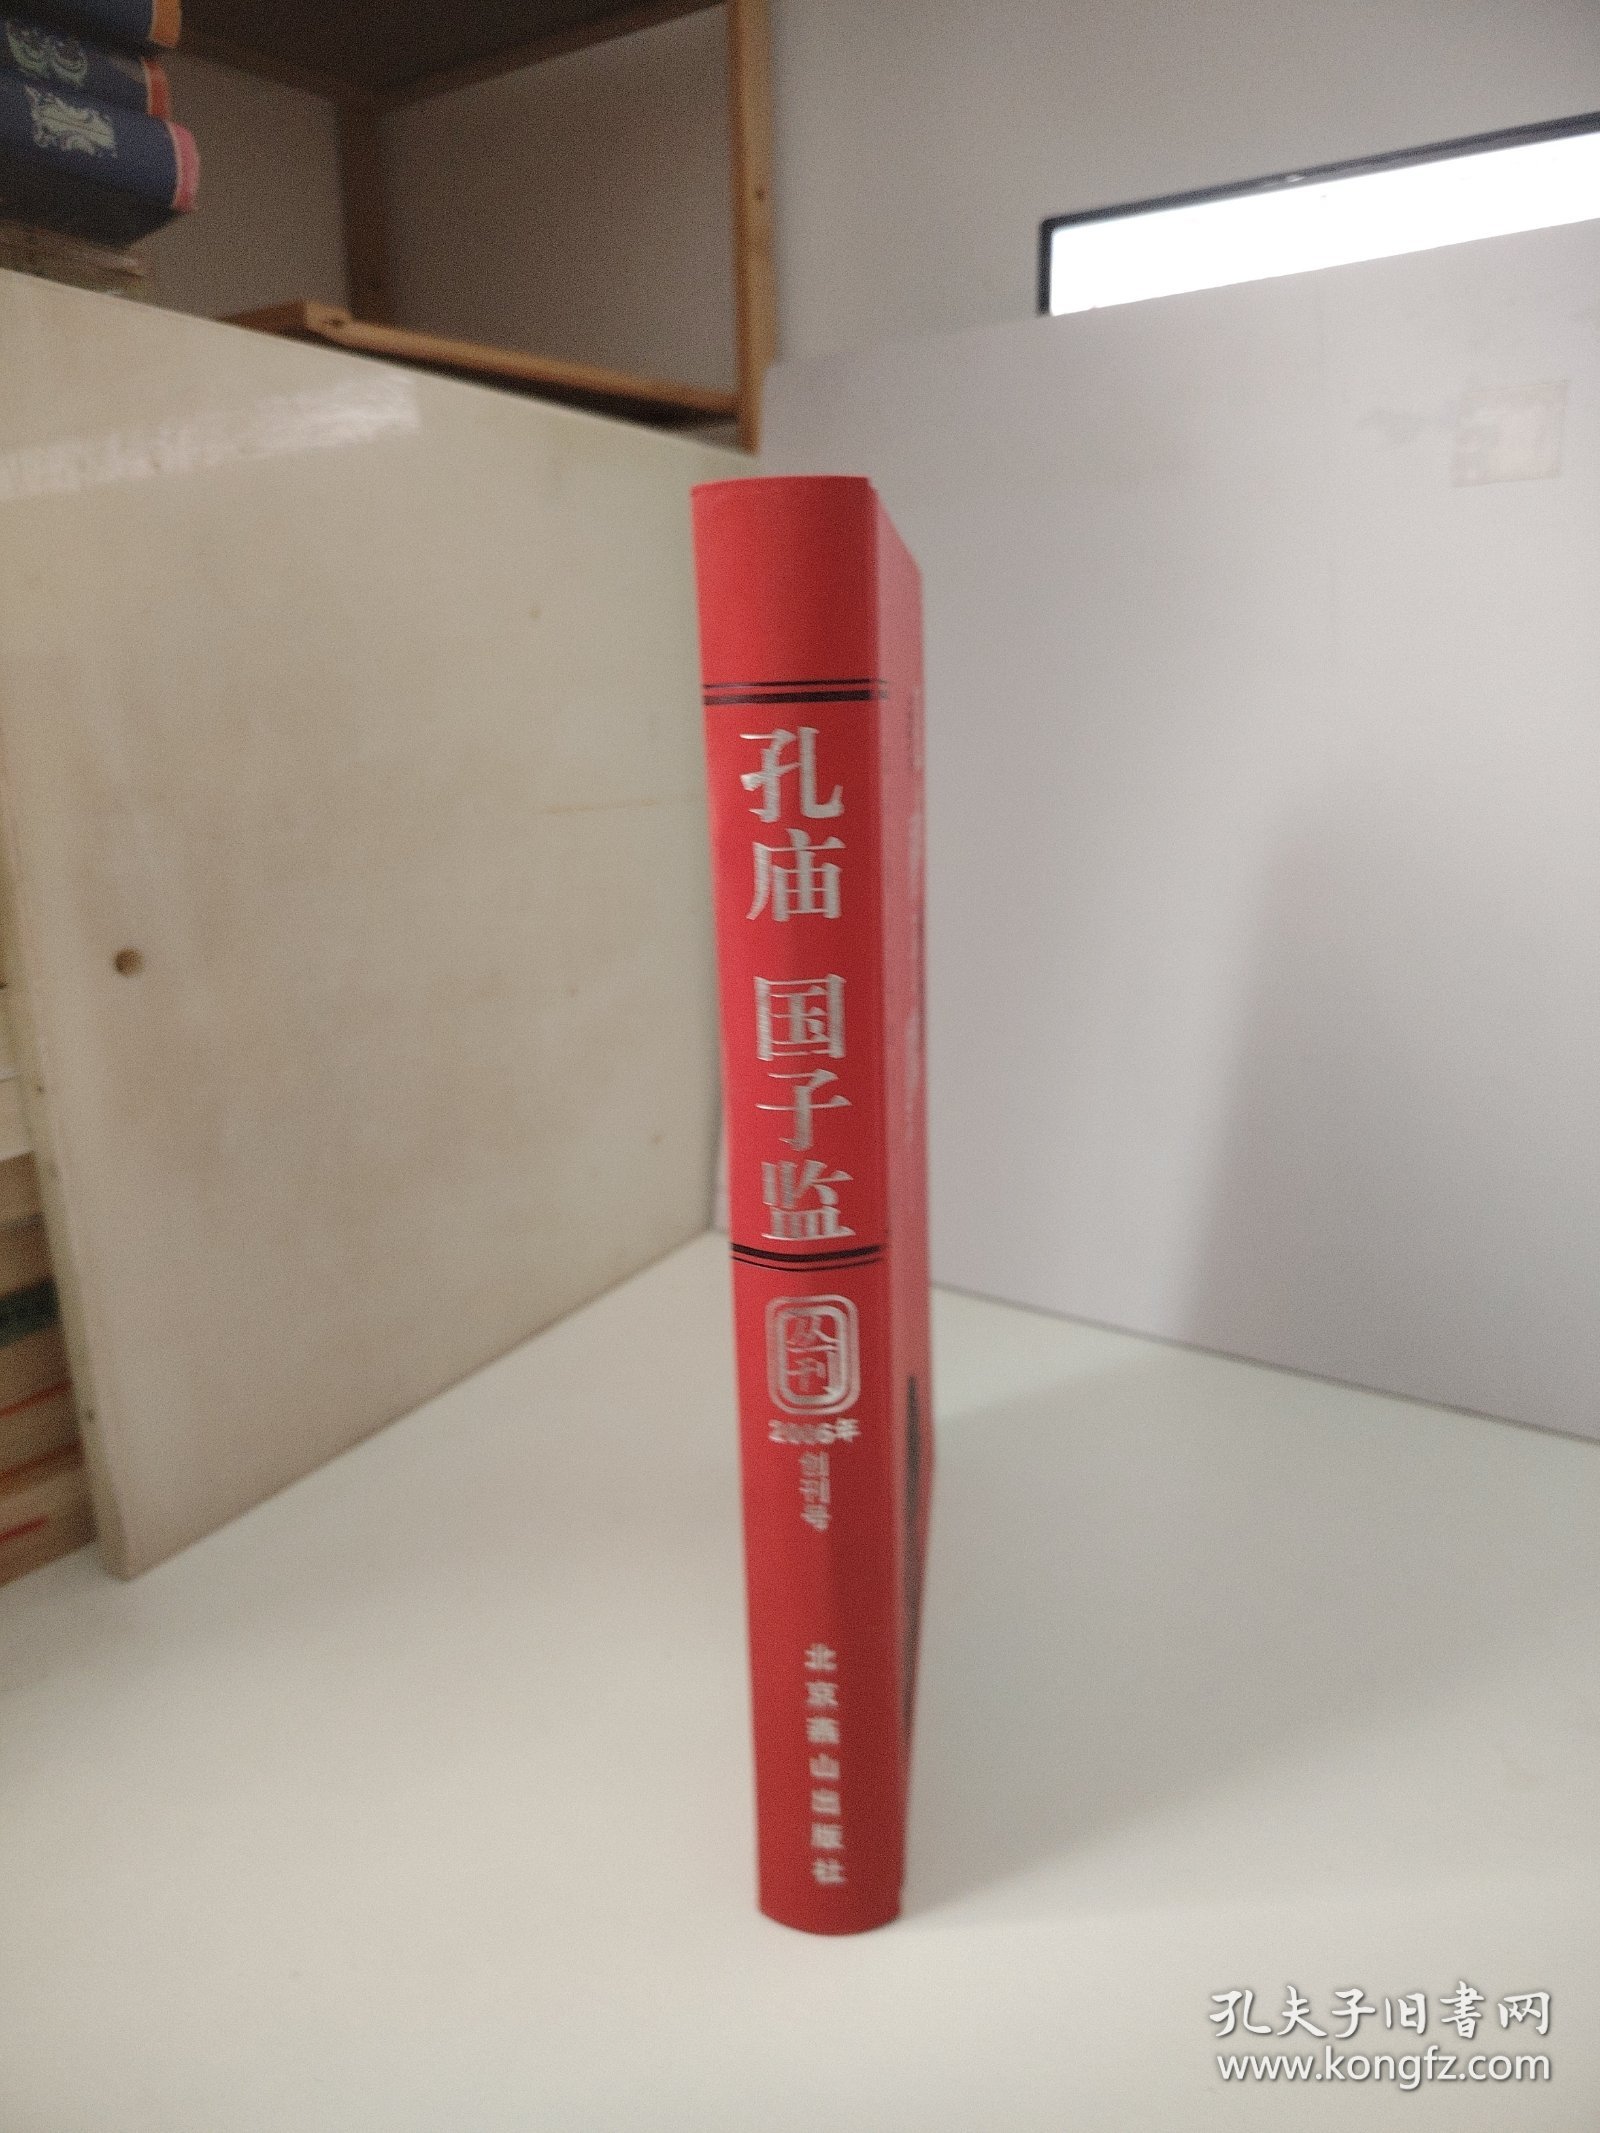 孔庙 国子监
丛刊
2006年
创刊号
北京燕山出版社
孔夫子旧书网
www.kongfz.com